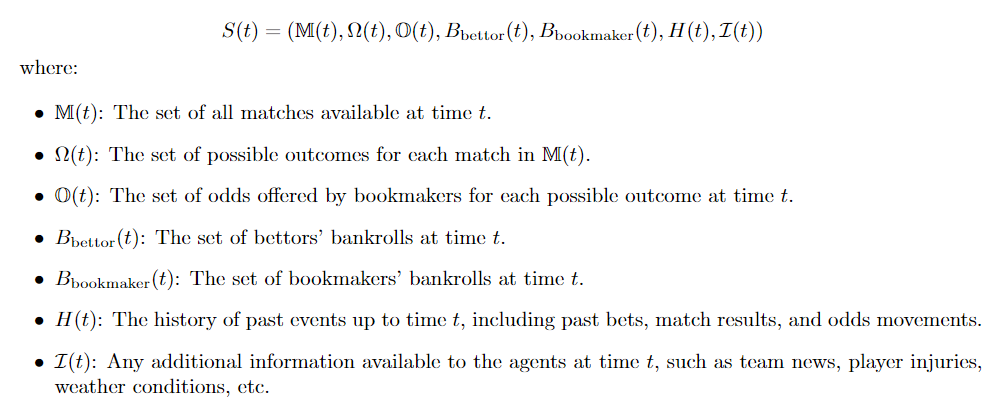 S(t) = (𝕄(t), Ω(t), 𝕆(t), B_bettor(t), B_bookmaker(t), H(t), ℐ(t))
where:
• 𝕄(t): The set of all matches available at time t.
• Ω(t): The set of possible outcomes for each match in 𝕄(t).
• 𝕆(t): The set of odds offered by bookmakers for each possible outcome at time t.
• B_bettor(t): The set of bettors' bankrolls at time t.
• B_bookmaker(t): The set of bookmakers' bankrolls at time t.
• H(t): The history of past events up to time t, including past bets, match results, and odds movements.
• ℐ(t): Any additional information available to the agents at time t, such as team news, player injuries,
weather conditions, etc.